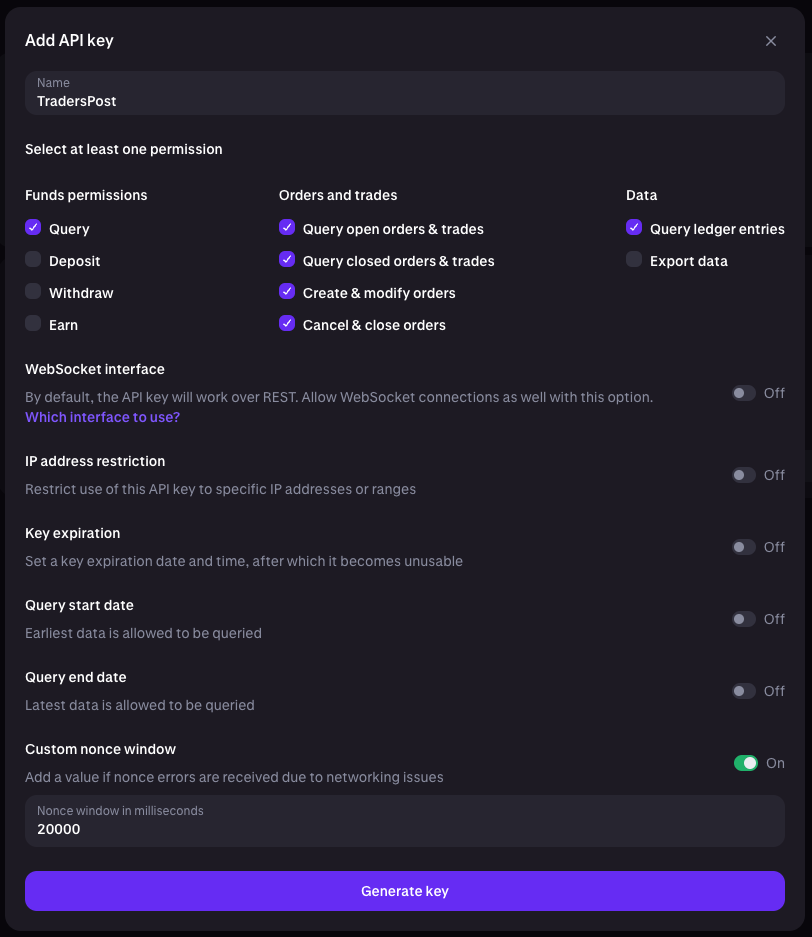 Add API key
Name
TradersPost
Select at least one permission
Funds permissions
Query
Deposit
Withdraw
Earn
Orders and trades
Query open orders & trades
Query closed orders & trades
Create & modify orders
Cancel & close orders
Data
Query ledger entries
Export data
WebSocket interface
By default, the API key will work over REST. Allow WebSocket connections as well with this option.
Which interface to use?
Off
IP address restriction
Restrict use of this API key to specific IP addresses or ranges
Off
Key expiration
Set a key expiration date and time, after which it becomes unusable
Off
Query start date
Earliest data is allowed to be queried
Off
Query end date
Latest data is allowed to be queried
Off
Custom nonce window
Add a value if nonce errors are received due to networking issues
On
Nonce window in milliseconds
20000
Generate key